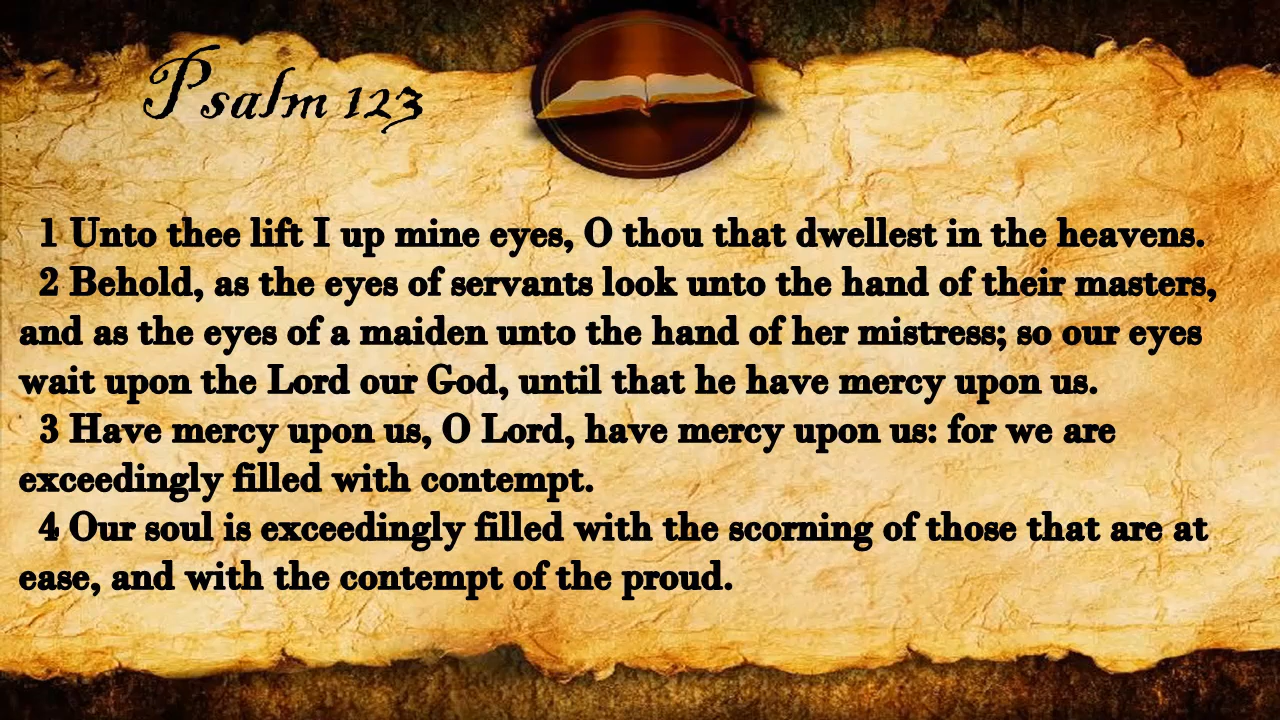 Psalm 123
1 Unto thee lift I up mine eyes, O thou that dwellest in the heavens.
2 Behold, as the eyes of servants look unto the hand of their masters,
and as the eyes of a maiden unto the hand of her mistress; so our eyes
wait upon the Lord our God, until that he have mercy upon us.
3 Have mercy upon us, O Lord, have mercy upon us: for we are
exceedingly filled with contempt.
4 Our soul is exceedingly filled with the scorning of those that are at
ease, and with the contempt of the proud.